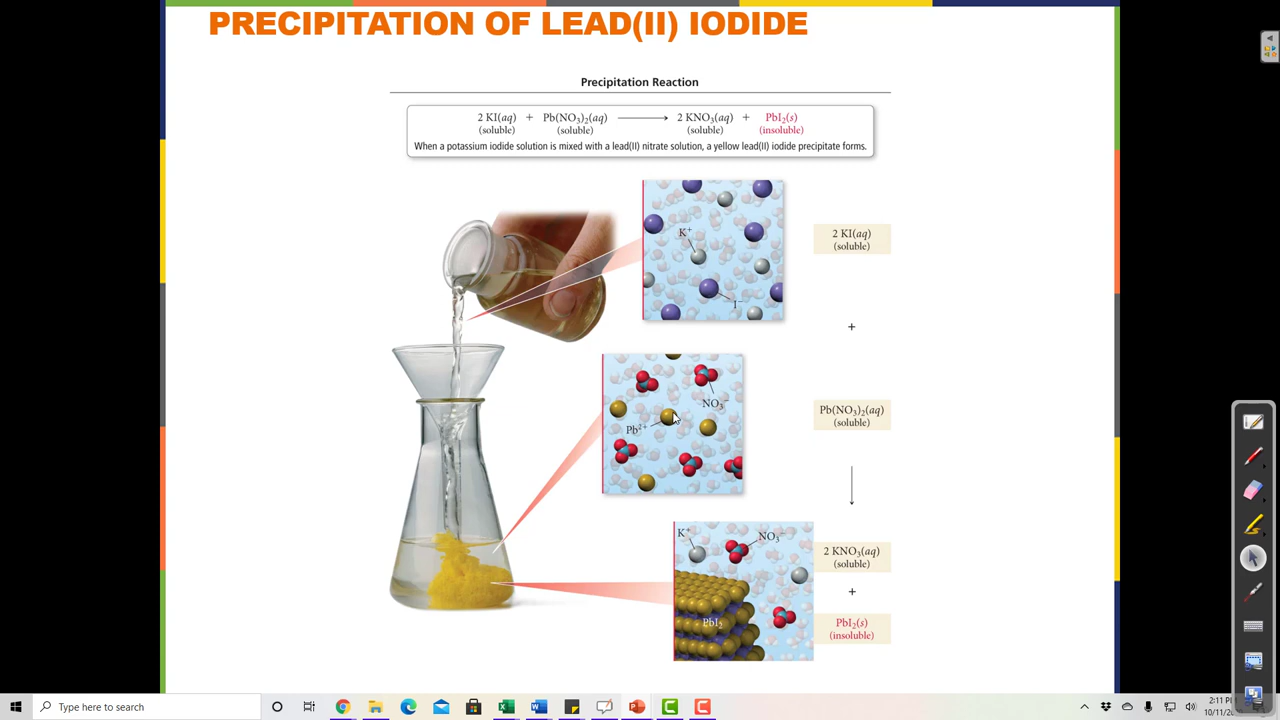 PRECIPITATION OF LEAD(II) IODIDE
Precipitation Reaction
2 KI(aq) + Pb(NO₃)₂(aq) ⟶ 2 KNO₃(aq) + PbI₂(s)
(soluble) (soluble) (soluble) (insoluble)
When a potassium iodide solution is mixed with a lead(II) nitrate solution, a yellow lead(II) iodide precipitate forms.
K⁺
I⁻
2 KI(aq)
(soluble)
+
NO₃⁻
Pb²⁺
Pb(NO₃)₂(aq)
(soluble)
K⁺
NO₃⁻
PbI₂
2 KNO₃(aq)
(soluble)
+
PbI₂(s)
(insoluble)
Type here to search
2:11 PM